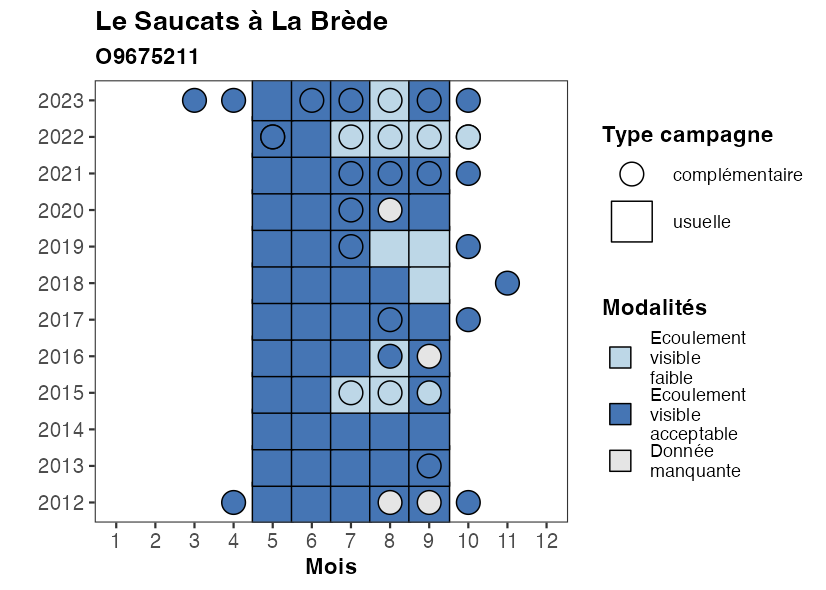 Le Saucats à La Brède
O9675211
2023
2022
2021
2020
2019
2018
2017
2016
2015
2014
2013
2012
1 2 3 4 5 6 7 8 9 10 11 12
Mois
Type campagne
complémentaire
usuelle
Modalités
Ecoulement
visible
faible
Ecoulement
visible
acceptable
Donnée
manquante